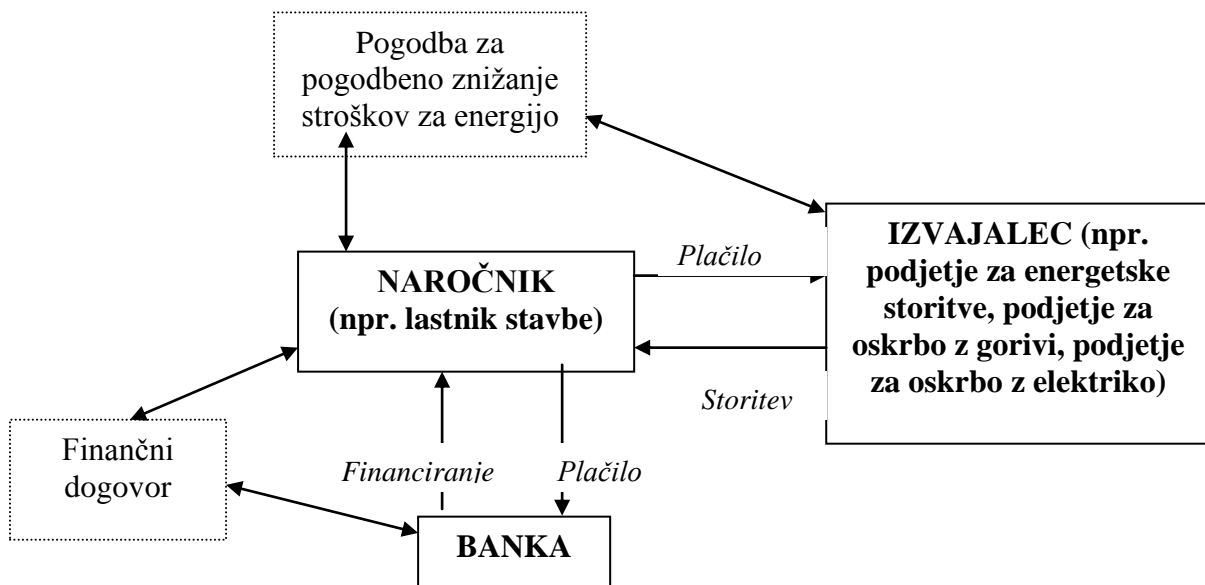 Pogodba za
pogodbeno znižanje
stroškov za energijo
IZVAJALEC (npr.
podjetje za energetske
storitve, podjetje za
oskrbo z gorivi, podjetje
za oskrbo z elektriko)
Plačilo
NAROČNIK
(npr. lastnik stavbe)
Storitev
Finančni
dogovor
Financiranje
Plačilo
BANKA